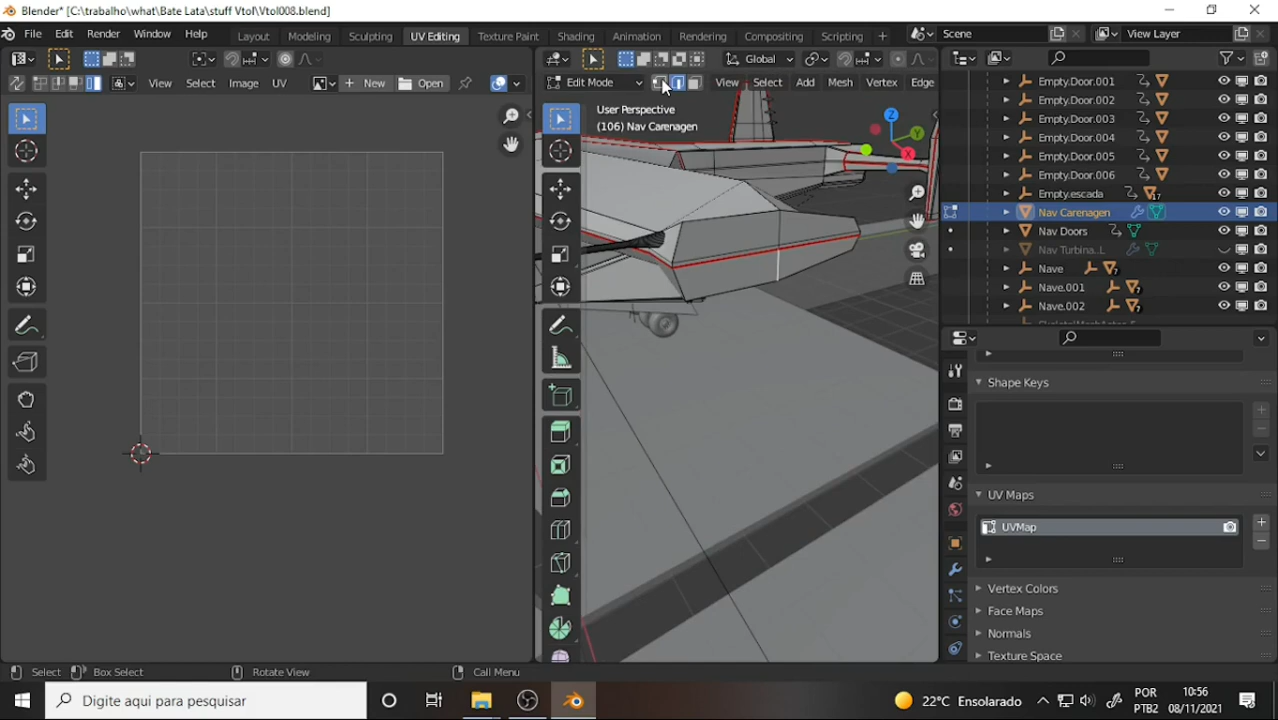 Blender* [C:\trabalho\what\Bate Lata\stuff Vtol\Vtol008.blend]
File Edit Render Window Help Layout Modeling Sculpting UV Editing Texture Paint Shading Animation Rendering Compositing Scripting + Scene View Layer
Global
View Select Image UV + New Open Edit Mode View Select Add Mesh Vertex Edge
User Perspective
(106) Nav Carenagen
Z
Y
X
Empty.Door.001
Empty.Door.002
Empty.Door.003
Empty.Door.004
Empty.Door.005
Empty.Door.006
Empty.escada 17
Nav Carenagen
Nav Doors
Nav Turbina..L
Nave 7
Nave.001 7
Nave.002 7
Shape Keys
UV Maps
UVMap
Vertex Colors
Face Maps
Normals
Texture Space
Select Box Select Rotate View Call Menu
Digite aqui para pesquisar 22°C Ensolarado POR 10:56
PTB2 08/11/2021